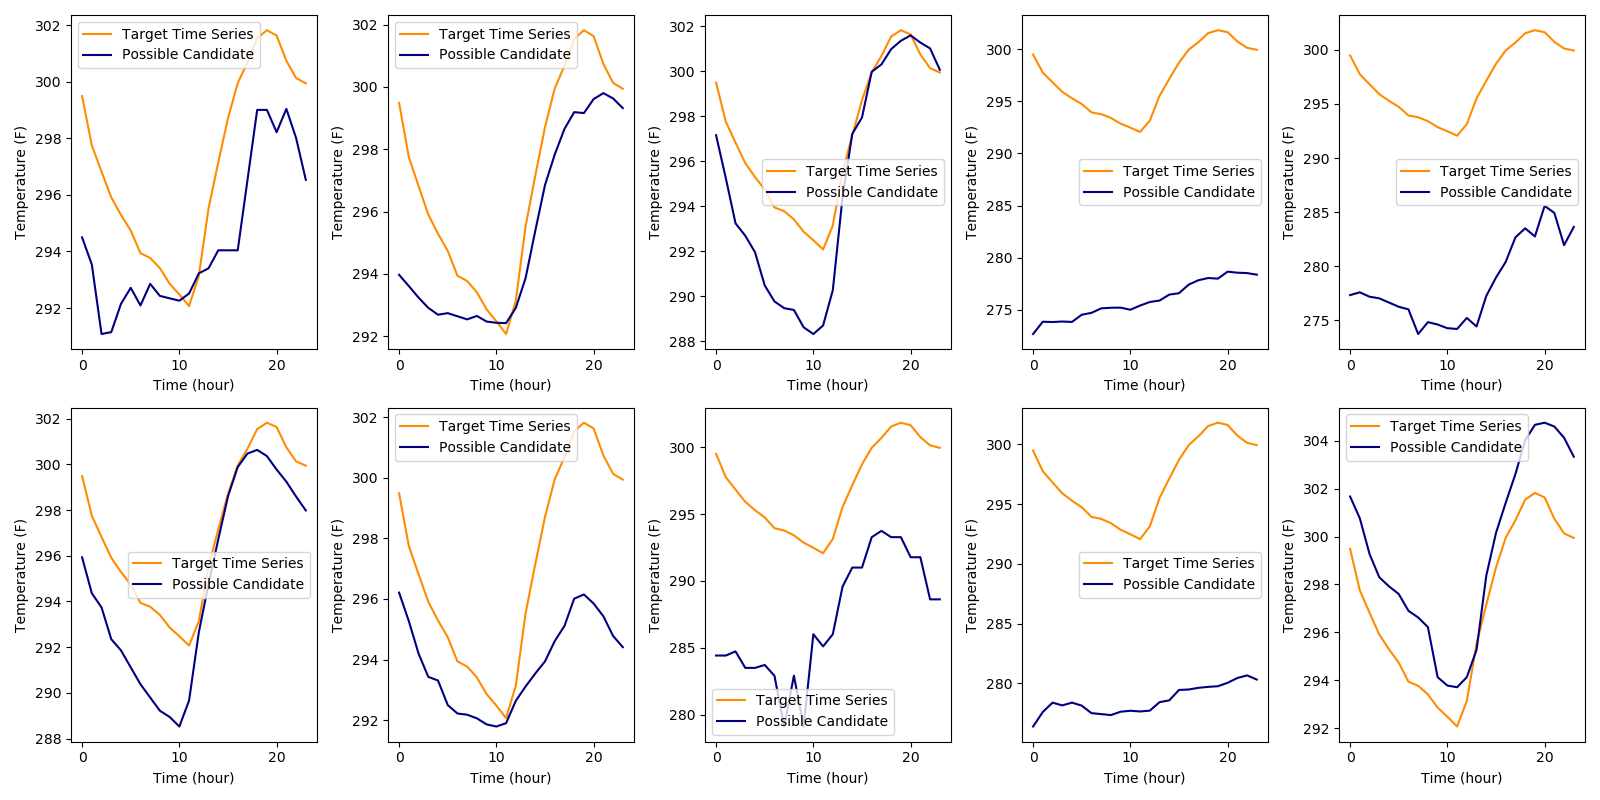 302
300
298
296
294
292
Temperature (F)
Target Time Series
Possible Candidate
0
10
20
Time (hour)
302
300
298
296
294
292
Temperature (F)
Target Time Series
Possible Candidate
0
10
20
Time (hour)
302
300
298
296
294
292
290
288
Temperature (F)
Target Time Series
Possible Candidate
0
10
20
Time (hour)
300
295
290
285
280
275
Temperature (F)
Target Time Series
Possible Candidate
0
10
20
Time (hour)
300
295
290
285
280
275
Temperature (F)
Target Time Series
Possible Candidate
0
10
20
Time (hour)
302
300
298
296
294
292
290
288
Temperature (F)
Target Time Series
Possible Candidate
0
10
20
Time (hour)
302
300
298
296
294
292
Temperature (F)
Target Time Series
Possible Candidate
0
10
20
Time (hour)
300
295
290
285
280
Temperature (F)
Target Time Series
Possible Candidate
0
10
20
Time (hour)
300
295
290
285
280
Temperature (F)
Target Time Series
Possible Candidate
0
10
20
Time (hour)
304
302
300
298
296
294
292
Temperature (F)
Target Time Series
Possible Candidate
0
10
20
Time (hour)